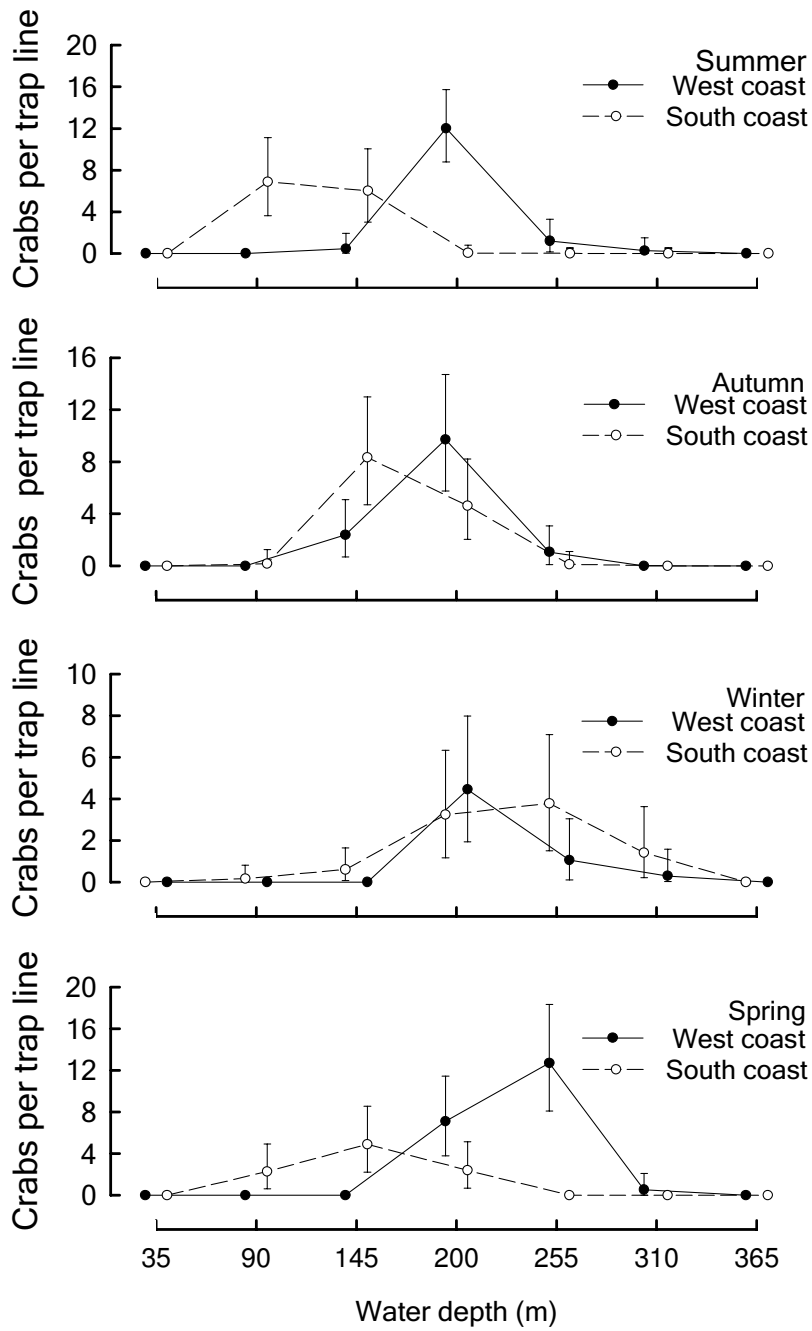 Crabs per trap line
20
16
12
8
4
0
Summer
West coast
South coast
Crabs per trap line
16
12
8
4
0
Autumn
West coast
South coast
Crabs per trap line
10
8
6
4
2
0
Winter
West coast
South coast
Crabs per trap line
20
16
12
8
4
0
Spring
West coast
South coast
35 90 145 200 255 310 365
Water depth (m)